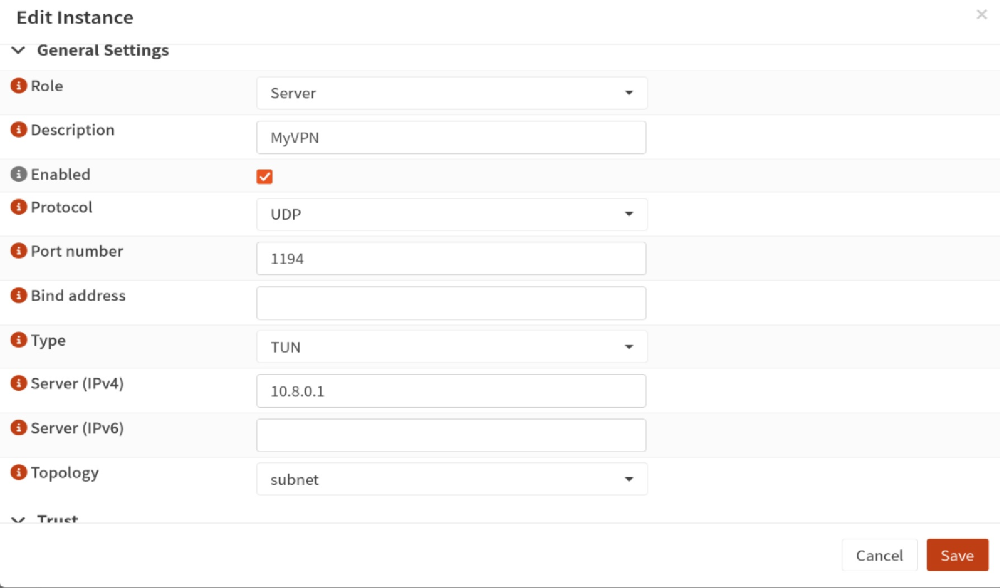 Edit Instance
×
General Settings
Role
Server
Description
MyVPN
Enabled
Protocol
UDP
Port number
1194
Bind address
Type
TUN
Server (IPv4)
10.8.0.1
Server (IPv6)
Topology
subnet
Trust
Cancel
Save